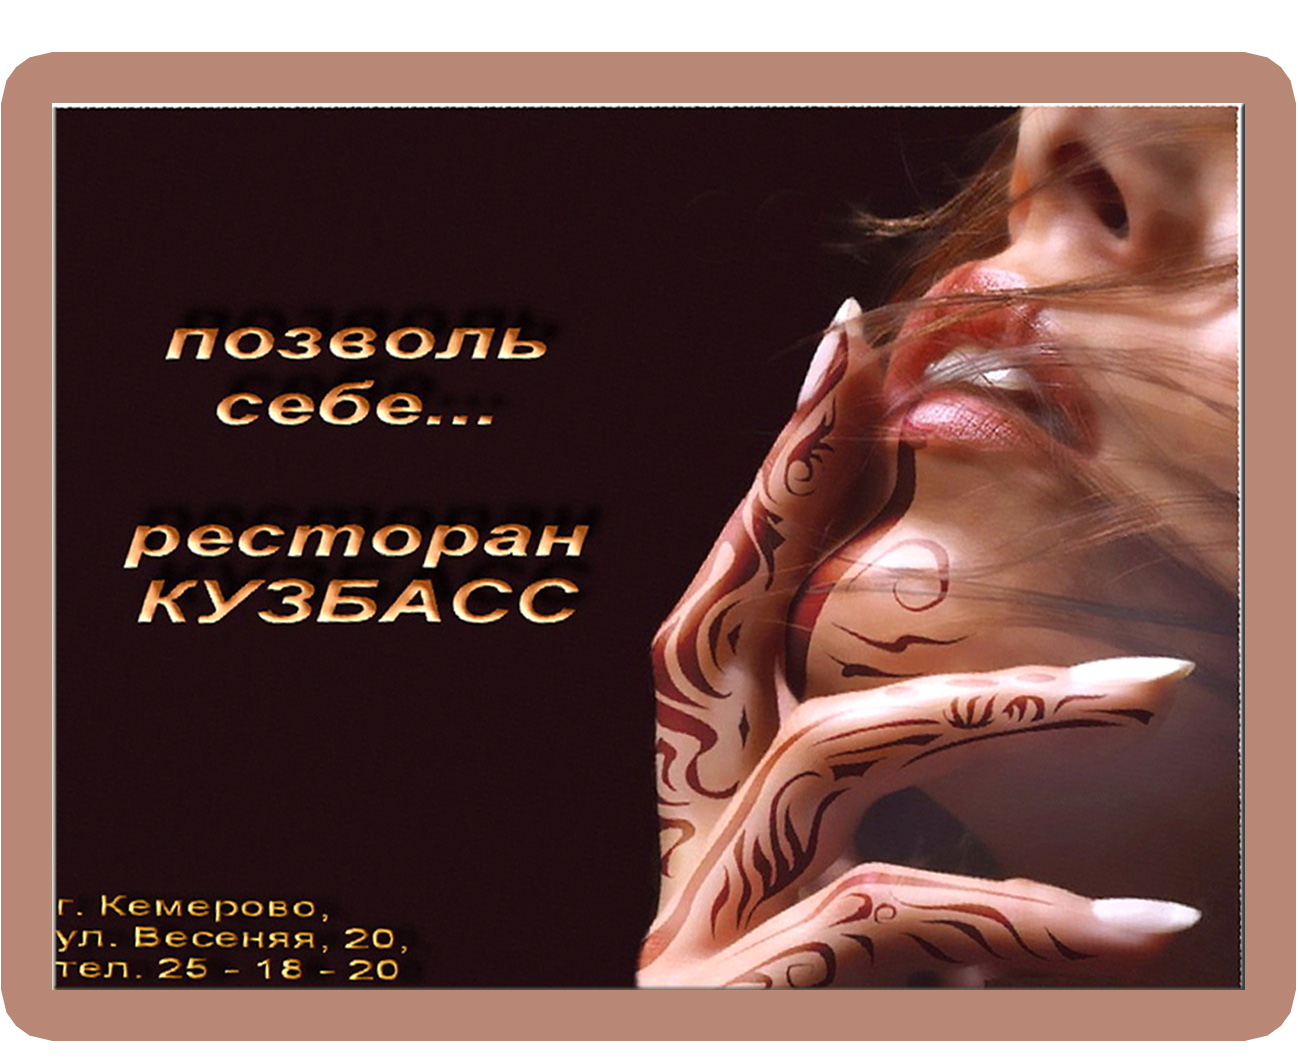 позволь
себе...
ресторан
КУЗБАСС
г. Кемерово,
ул. Весеняя, 20,
тел. 25 - 18 - 20